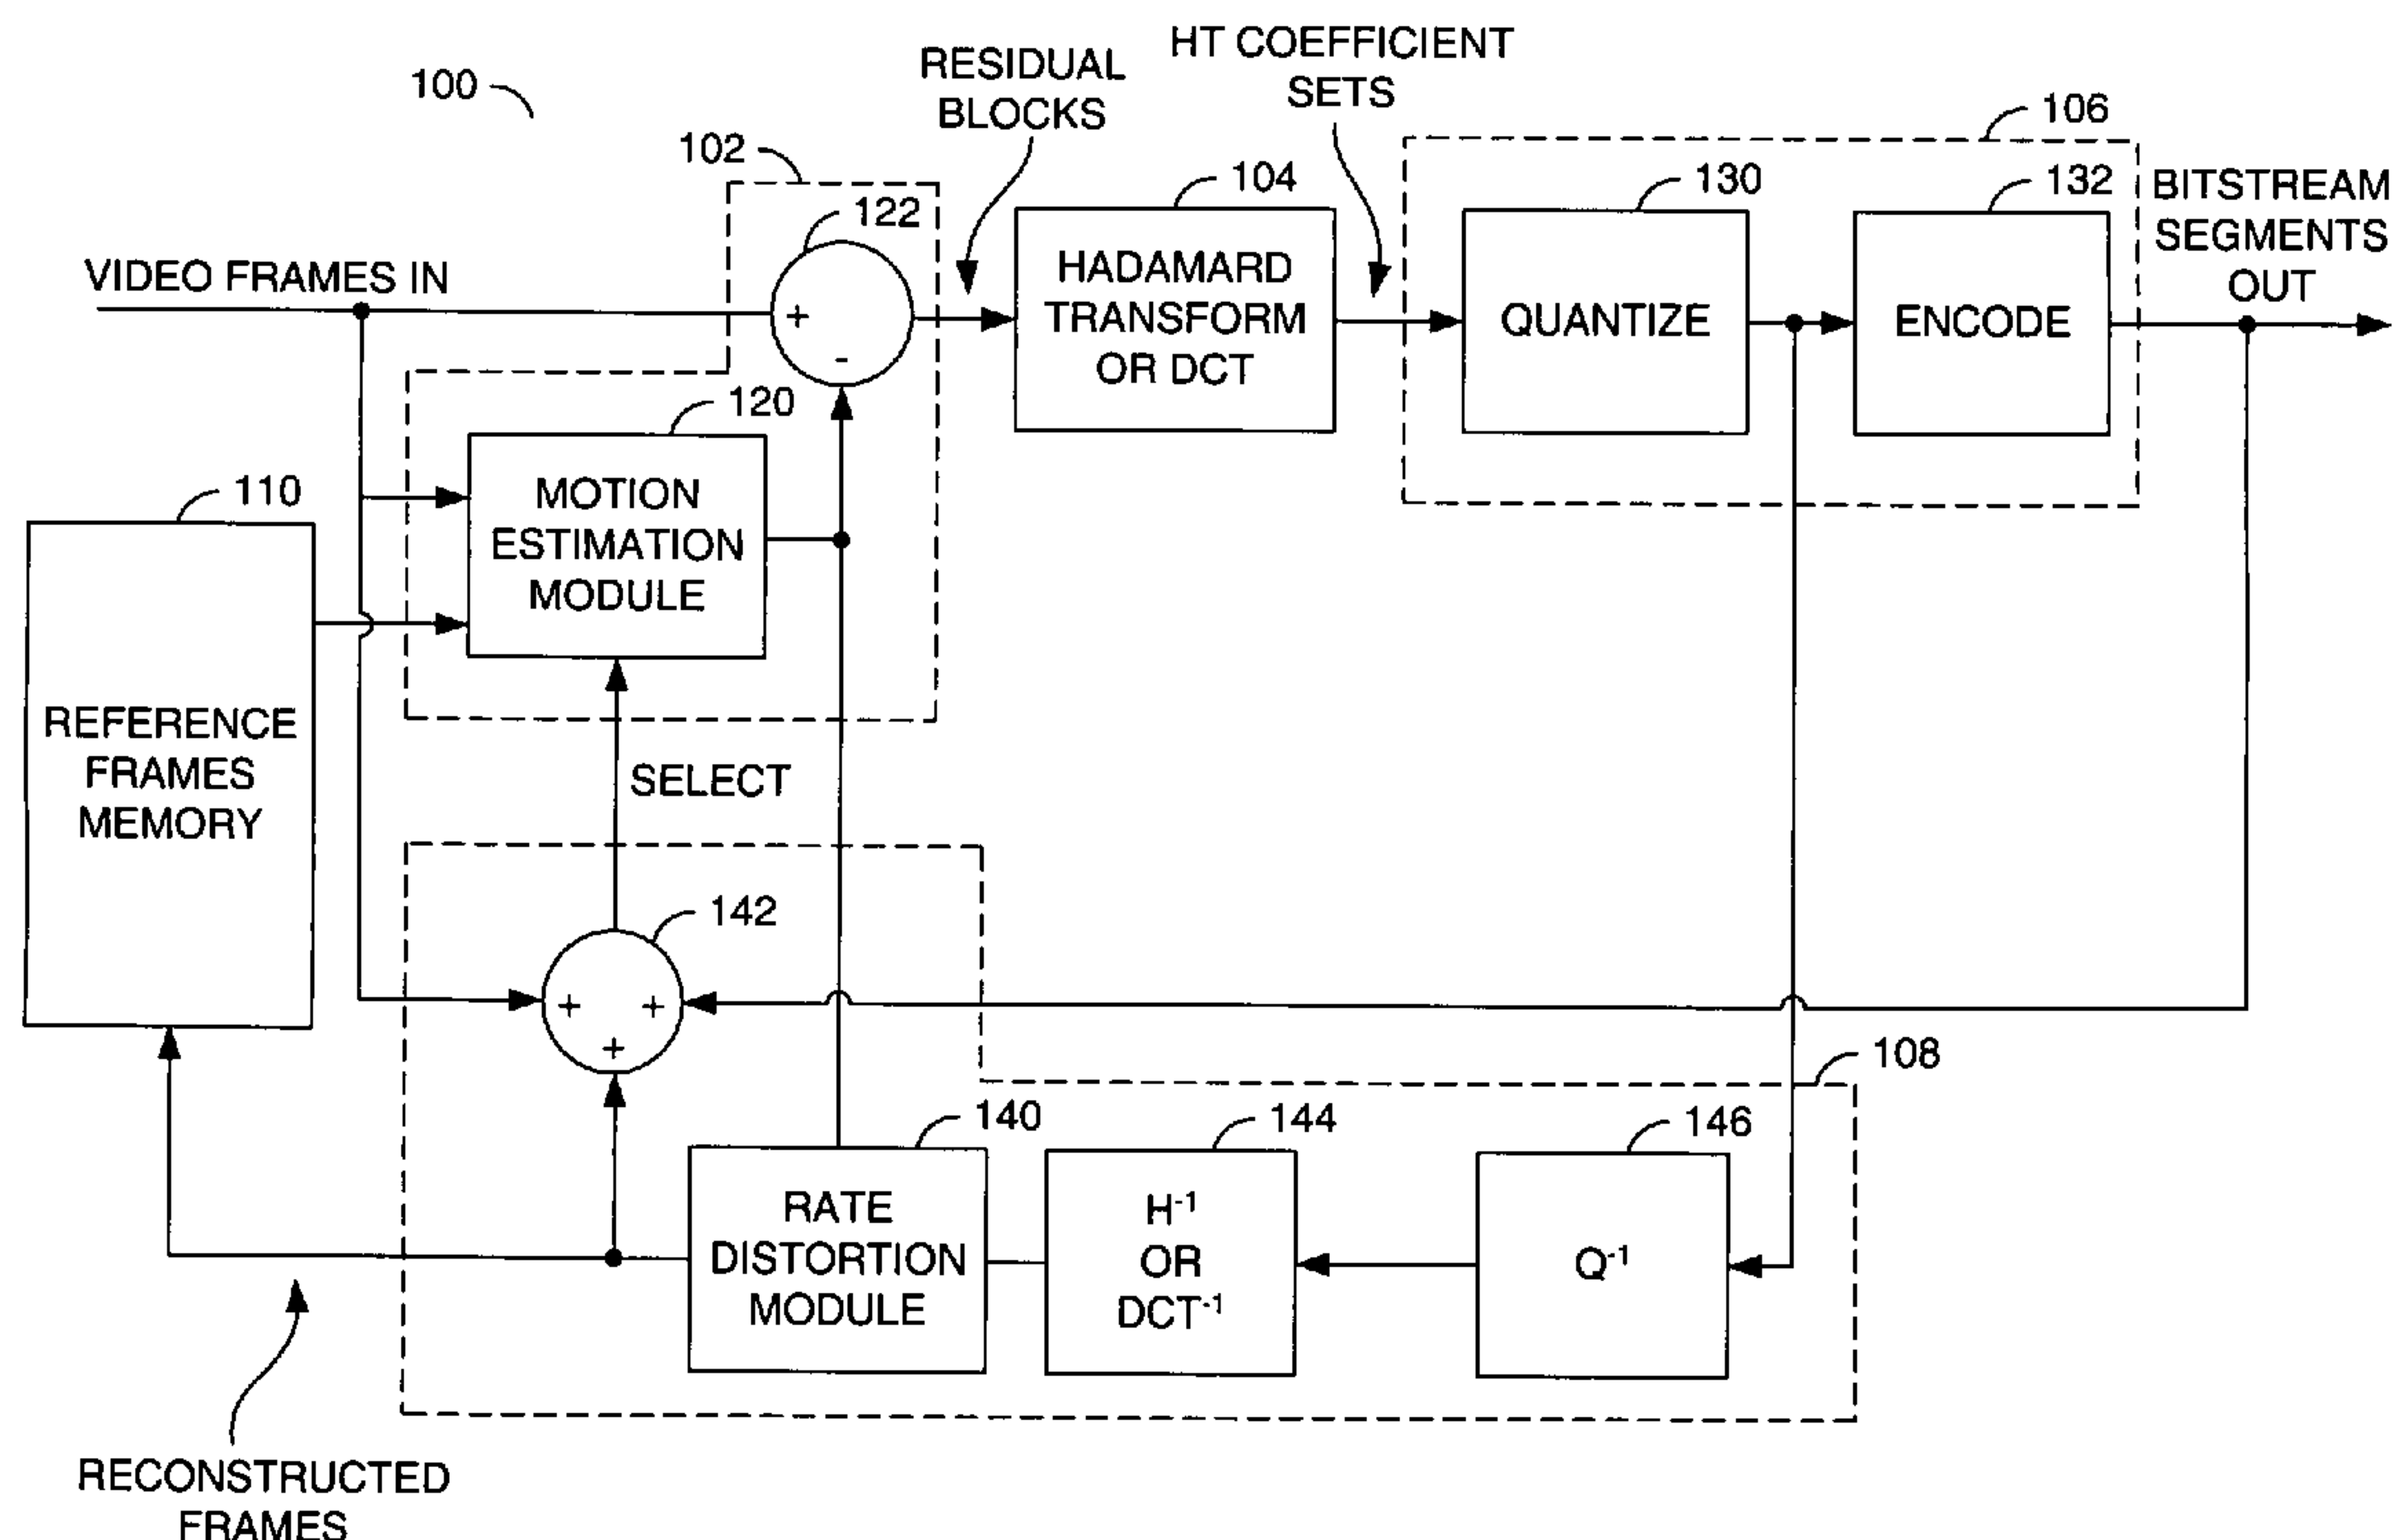 100
RESIDUAL
BLOCKS
HT COEFFICIENT
SETS
102
122
104
106
130
132
BITSTREAM
SEGMENTS
OUT
VIDEO FRAMES IN
+
-
HADAMARD
TRANSFORM
OR DCT
QUANTIZE
ENCODE
120
MOTION
ESTIMATION
MODULE
110
REFERENCE
FRAMES
MEMORY
SELECT
142
+ +
+
108
140
144
146
RATE
DISTORTION
MODULE
H⁻¹
OR
DCT⁻¹
Q⁻¹
RECONSTRUCTED
FRAMES